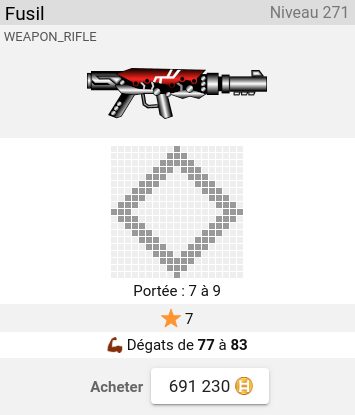 Fusil
Niveau 271
WEAPON_RIFLE
Portée : 7 à 9
7
Dégats de 77 à 83
Acheter 691 230